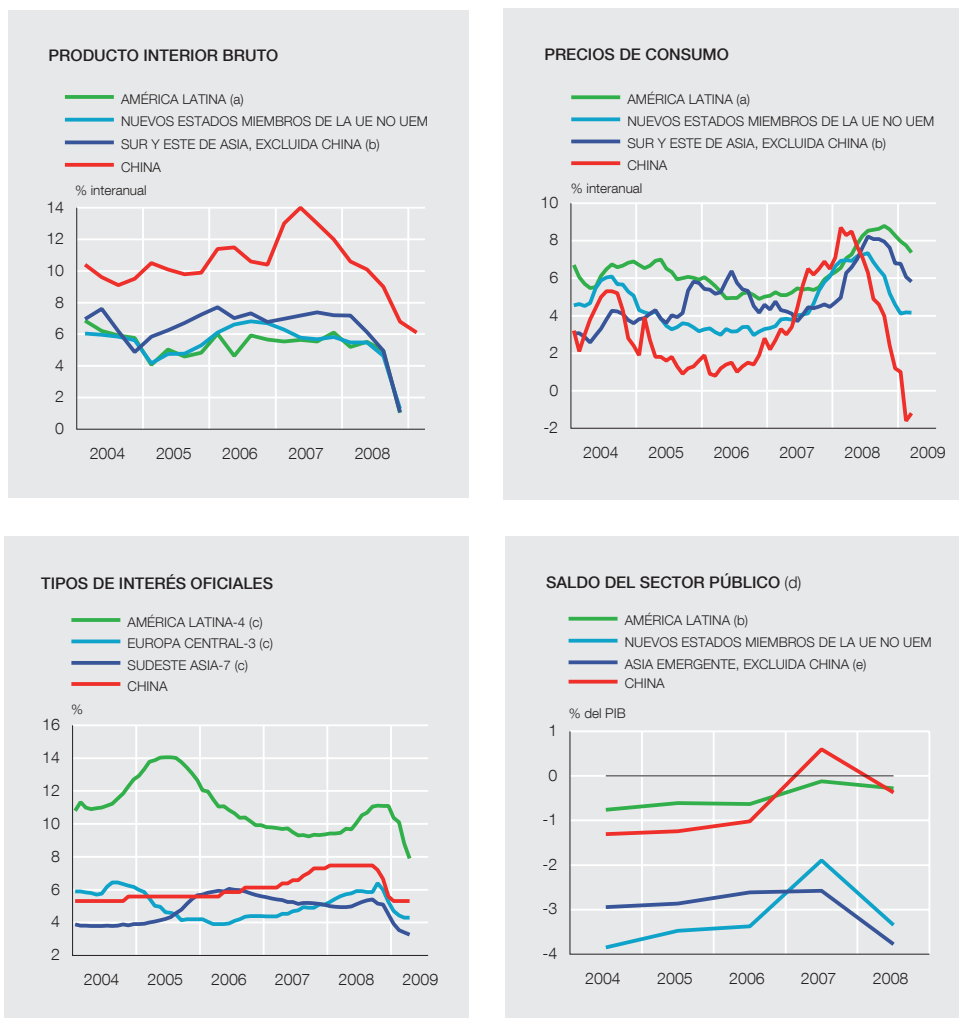 PRODUCTO INTERIOR BRUTO
AMÉRICA LATINA (a)
NUEVOS ESTADOS MIEMBROS DE LA UE NO UEM
SUR Y ESTE DE ASIA, EXCLUIDA CHINA (b)
CHINA
% interanual
14
12
10
8
6
4
2
0
2004 2005 2006 2007 2008
PRECIOS DE CONSUMO
AMÉRICA LATINA (a)
NUEVOS ESTADOS MIEMBROS DE LA UE NO UEM
SUR Y ESTE DE ASIA, EXCLUIDA CHINA (b)
CHINA
% interanual
10
8
6
4
2
0
-2
2004 2005 2006 2007 2008 2009
TIPOS DE INTERÉS OFICIALES
AMÉRICA LATINA-4 (c)
EUROPA CENTRAL-3 (c)
SUDESTE ASIA-7 (c)
CHINA
%
16
14
12
10
8
6
4
2
2004 2005 2006 2007 2008 2009
SALDO DEL SECTOR PÚBLICO (d)
AMÉRICA LATINA (b)
NUEVOS ESTADOS MIEMBROS DE LA UE NO UEM
ASIA EMERGENTE, EXCLUIDA CHINA (e)
CHINA
% del PIB
1
0
-1
-2
-3
-4
2004 2005 2006 2007 2008